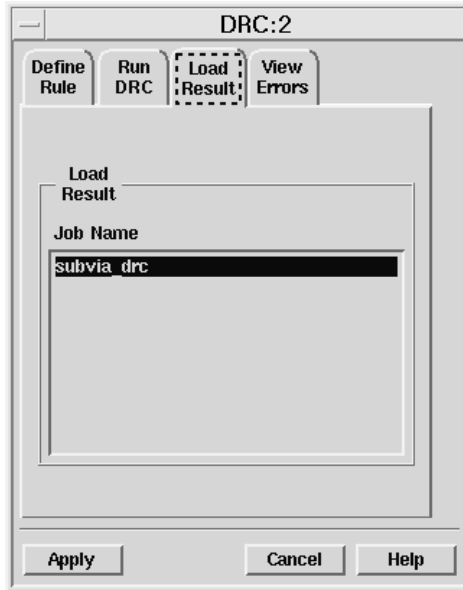 DRC:2
Define Rule
Run DRC
Load Result
View Errors
Load Result
Job Name
subvia_drc
Apply
Cancel
Help